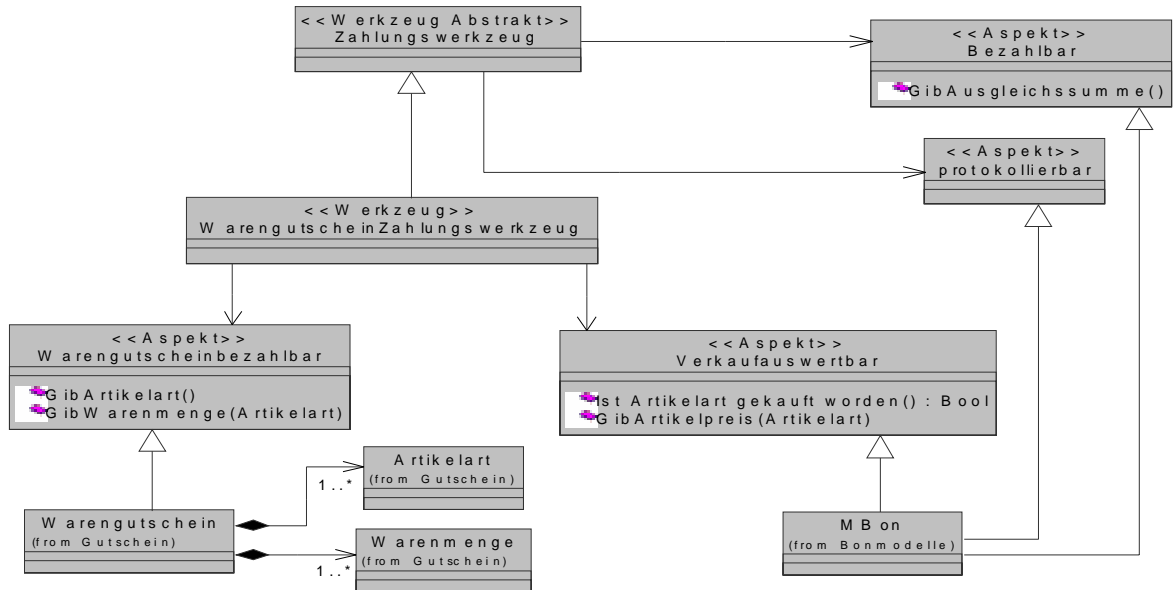 <<Werkzeug Abstrakt>>
Zahlungswerkzeug
<<Aspekt>>
Bezahlbar
GibAusgleichssumme()
<<Aspekt>>
protokollierbar
<<Werkzeug>>
WarengutscheinZahlungswerkzeug
<<Aspekt>>
Warengutscheinbezahlbar
GibArtikelart()
GibWarenmenge(Artikelart)
<<Aspekt>>
Verkaufauswertbar
Ist Artikelart gekauft worden() : Bool
GibArtikelpreis(Artikelart)
Artikelart
(from Gutschein)
1..*
Warengutschein
(from Gutschein)
Warenmenge
(from Gutschein)
1..*
MBon
(from Bonmodelle)